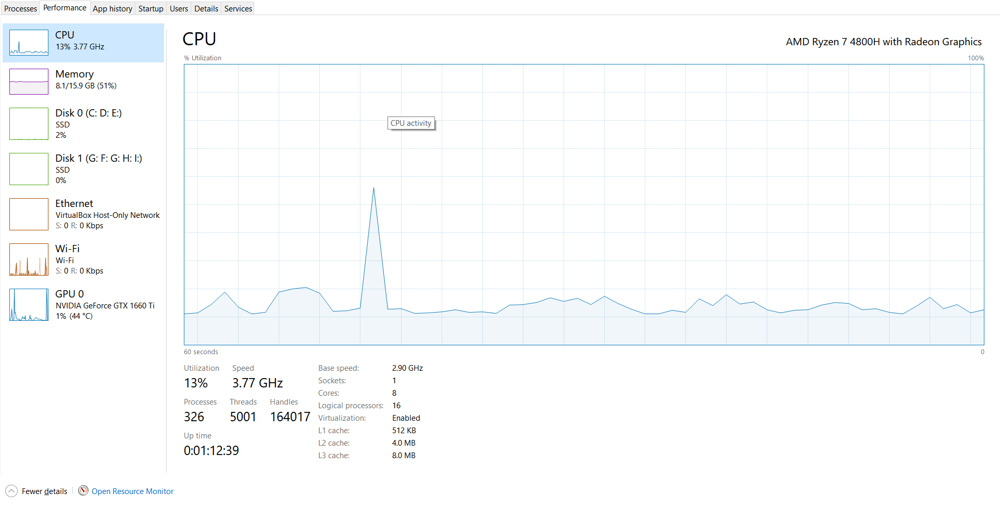 Processes Performance App history Startup Users Details Services
CPU
13% 3.77 GHz
Memory
8.1/15.9 GB (51%)
Disk 0 (C: D: E:)
SSD
2%
Disk 1 (G: F: G: H: I:)
SSD
0%
Ethernet
VirtualBox Host-Only Network
S: 0 R: 0 Kbps
Wi-Fi
Wi-Fi
S: 0 R: 0 Kbps
GPU 0
NVIDIA GeForce GTX 1660 Ti
1% (44 °C)
CPU
AMD Ryzen 7 4800H with Radeon Graphics
% Utilization 100%
CPU activity
60 seconds 0
Utilization Speed
13% 3.77 GHz
Processes Threads Handles
326 5001 164017
Up time
0:01:12:39
Base speed: 2.90 GHz
Sockets: 1
Cores: 8
Logical processors: 16
Virtualization: Enabled
L1 cache: 512 KB
L2 cache: 4.0 MB
L3 cache: 8.0 MB
Fewer details Open Resource Monitor